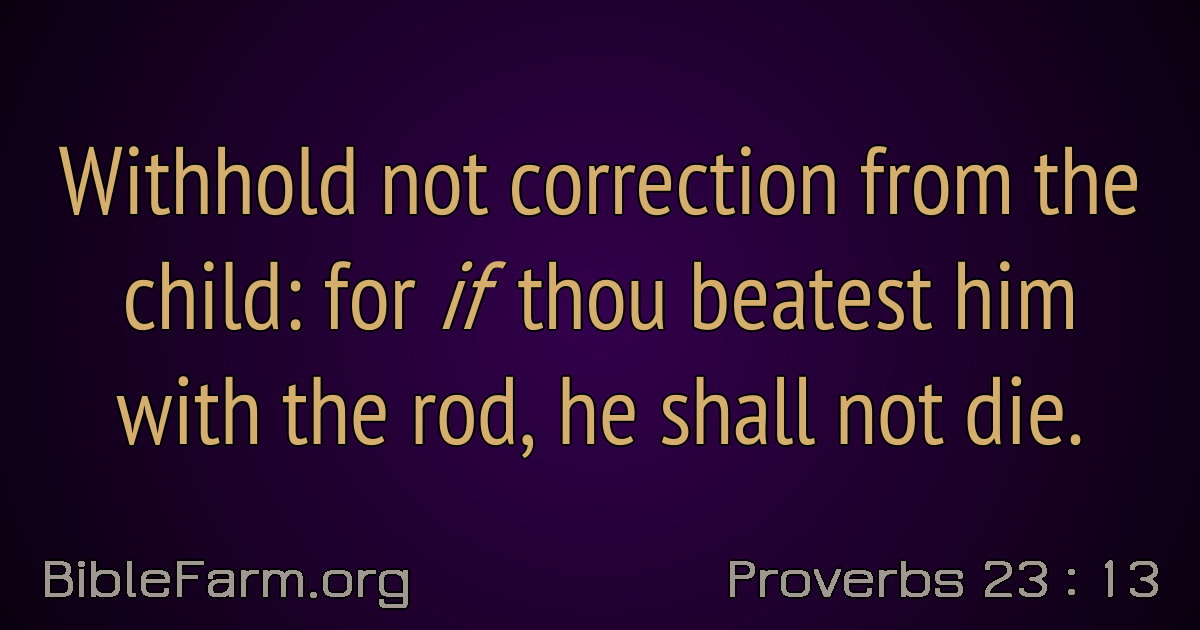 Withhold not correction from the
child: for if thou beatest him
with the rod, he shall not die.
BibleFarm.org
Proverbs 23 : 13